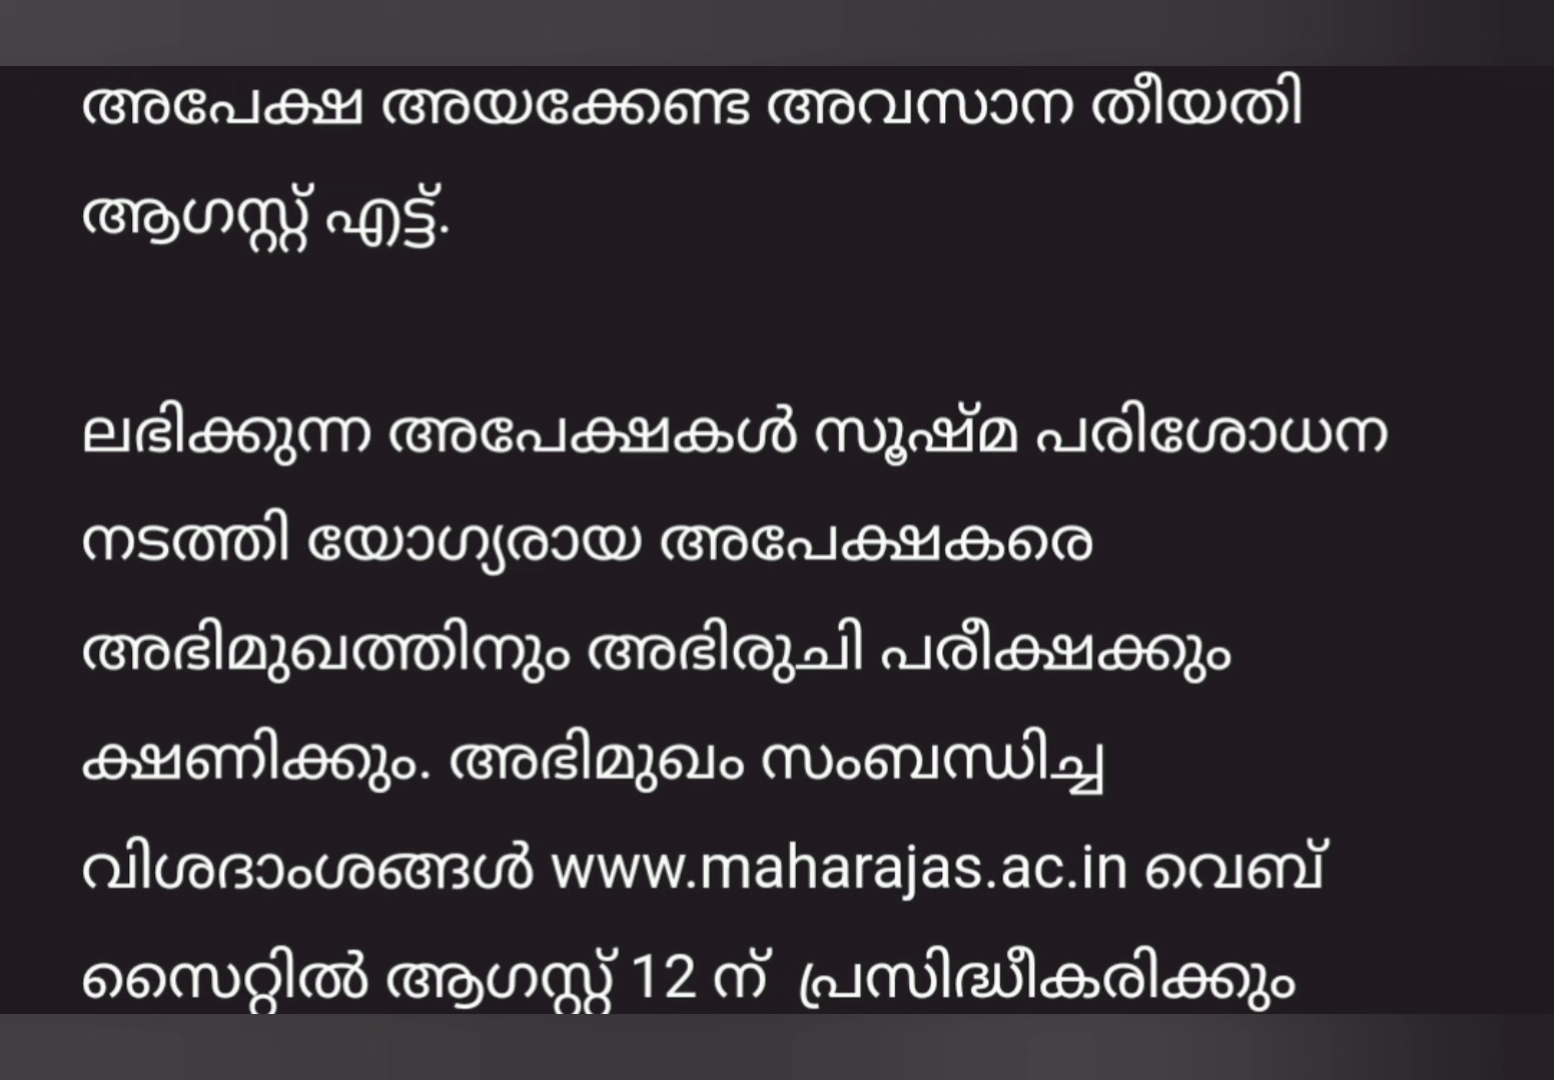 അപേക്ഷ അയക്കേണ്ട അവസാന തീയതി
ആഗസ്റ്റ് എട്ട്.
ലഭിക്കുന്ന അപേക്ഷകൾ സൂഷ്മ പരിശോധന
നടത്തി യോഗ്യരായ അപേക്ഷകരെ
അഭിമുഖത്തിനും അഭിരുചി പരീക്ഷക്കും
ക്ഷണിക്കും. അഭിമുഖം സംബന്ധിച്ച
വിശദാംശങ്ങൾ www.maharajas.ac.in വെബ്
സൈറ്റിൽ ആഗസ്റ്റ് 12 ന് പ്രസിദ്ധീകരിക്കും